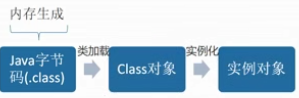 内存生成
Java字节
码(.class)
类加载
Class对象
实例化
实例对象